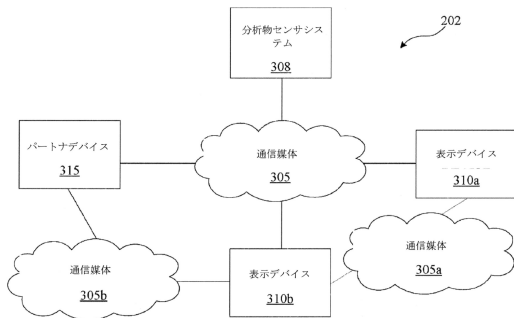 分析物センサシス
テム
308
202
パートナデバイス
315
通信媒体
305
表示デバイス
310a
通信媒体
305b
表示デバイス
310b
通信媒体
305a